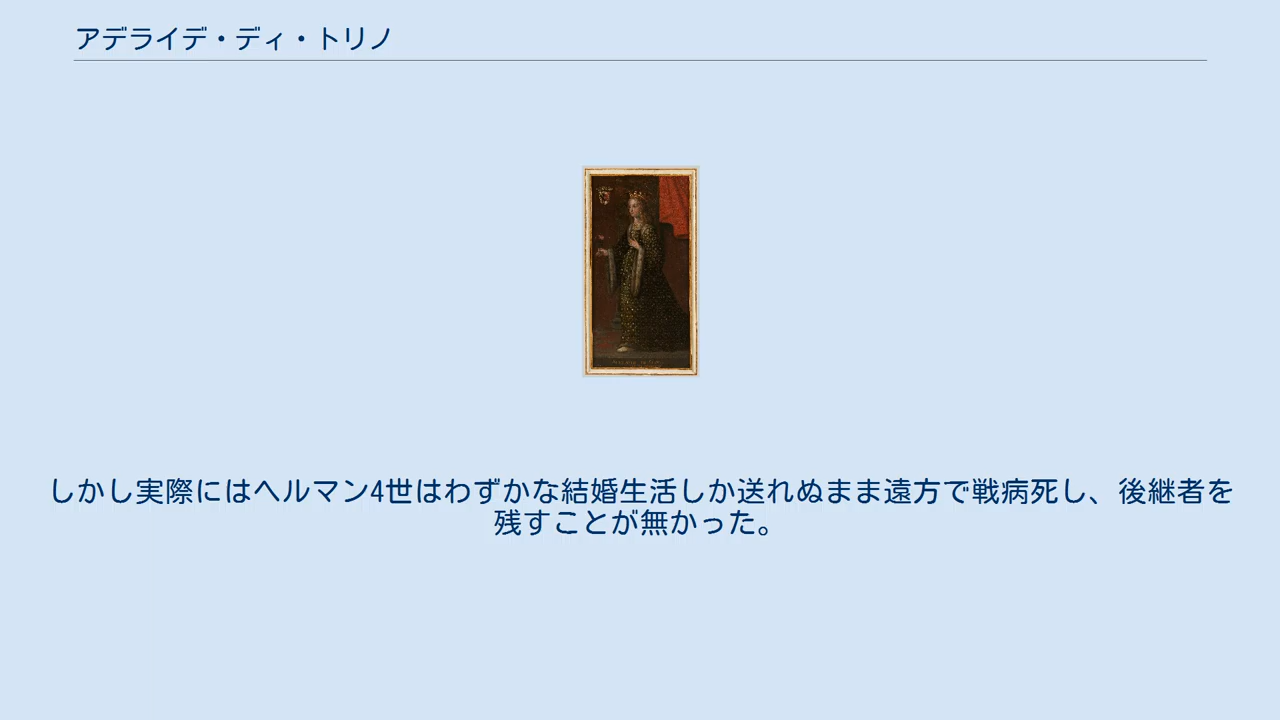 アデライデ・ディ・トリノ
しかし実際にはヘルマン4世はわずかな結婚生活しか送れぬまま遠方で戦病死し、後継者を
残すことが無かった。